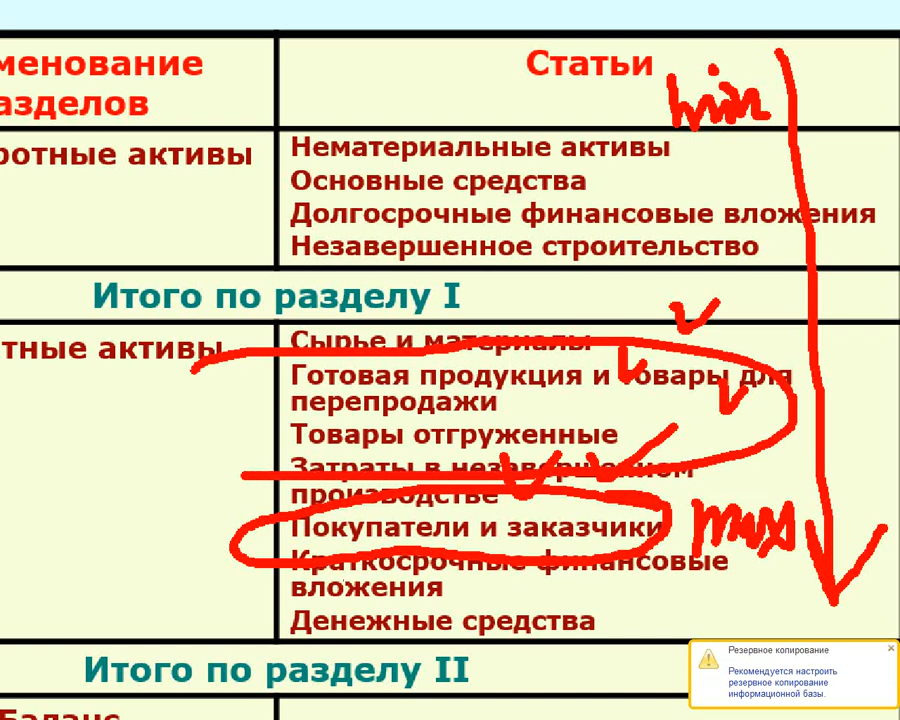 менование
азделов
Статьи
min
ротные активы
Нематериальные активы
Основные средства
Долгосрочные финансовые вложения
Незавершенное строительство
Итого по разделу I
тные активы
Сырье и материалы
Готовая продукция и товары для
перепродажи
Товары отгруженные
Затраты в незавершенном
производстве
Покупатели и заказчики
max
Краткосрочные финансовые
вложения
Денежные средства
Итого по разделу II
Баланс
Резервное копирование
Рекомендуется настроить
резервное копирование
информационной базы.